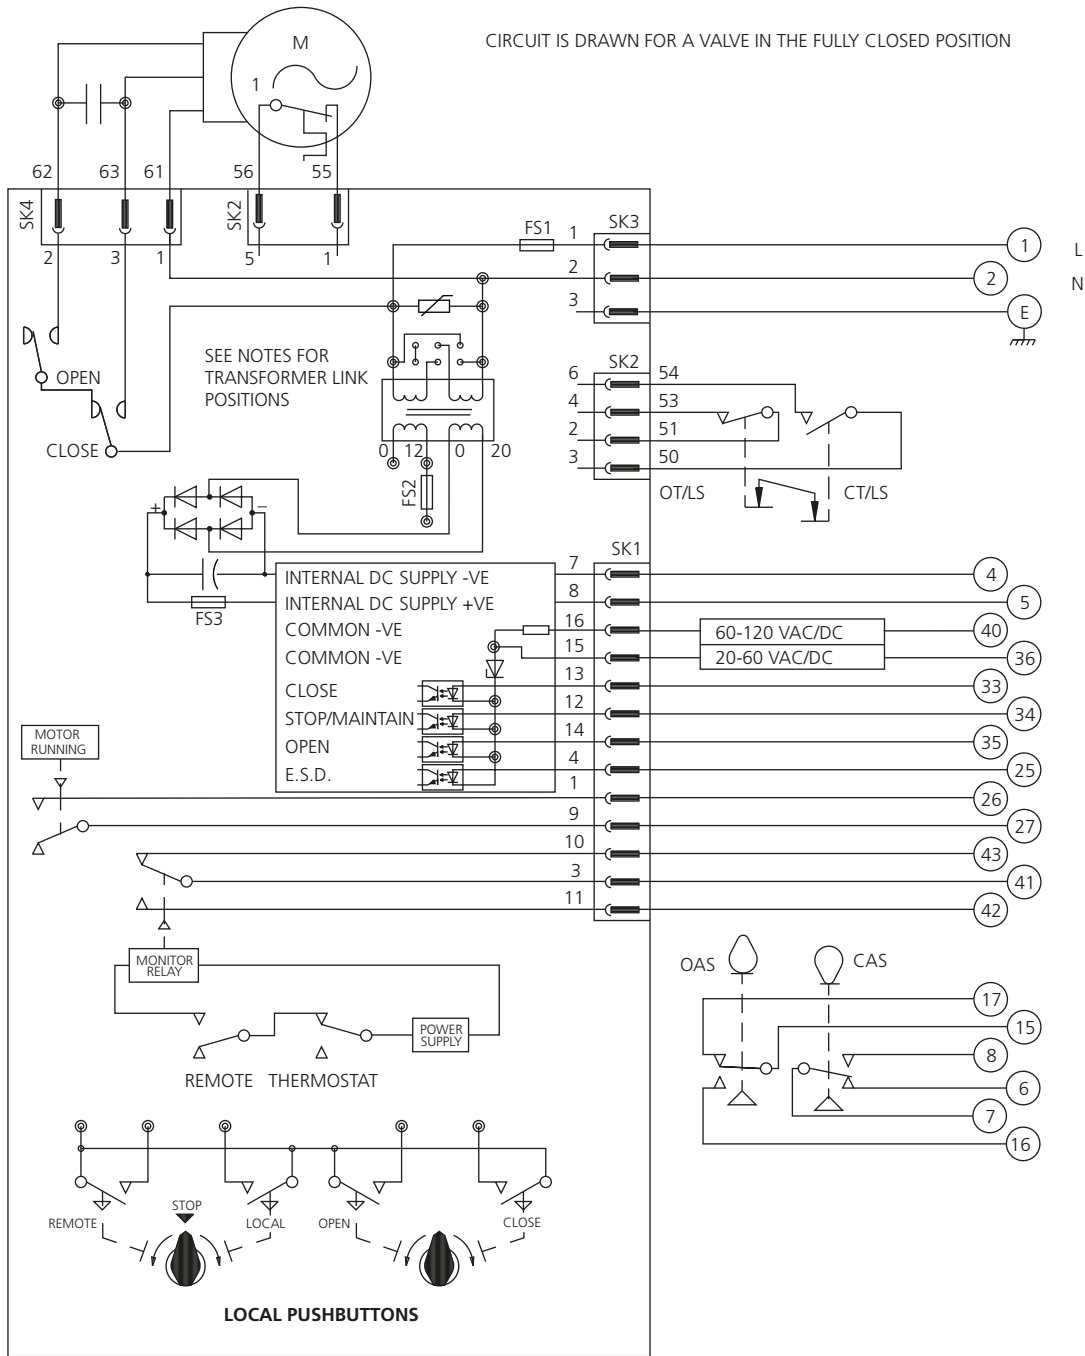 M
CIRCUIT IS DRAWN FOR A VALVE IN THE FULLY CLOSED POSITION
1
62 63 61 56 55
SK4
SK2
2 3 1 5 1
FS1
1
SK3
1
L
2
2
N
3
E
SEE NOTES FOR
TRANSFORMER LINK
POSITIONS
OPEN
CLOSE
0 12 0 20
FS2
SK2
6 54
4 53
2 51
3 50
OT/LS
CT/LS
+
–
FS3
SK1
INTERNAL DC SUPPLY -VE 7 4
INTERNAL DC SUPPLY +VE 8 5
COMMON -VE 16 60-120 VAC/DC 40
COMMON -VE 15 20-60 VAC/DC 36
CLOSE 13 33
STOP/MAINTAIN 12 34
OPEN 14 35
E.S.D. 4 25
1 26
9 27
10 43
3 41
11 42
MOTOR
RUNNING
MONITOR
RELAY
POWER
SUPPLY
REMOTE THERMOSTAT
OAS
CAS
17
15
8
6
7
16
REMOTE
STOP
LOCAL
OPEN
CLOSE
LOCAL PUSHBUTTONS